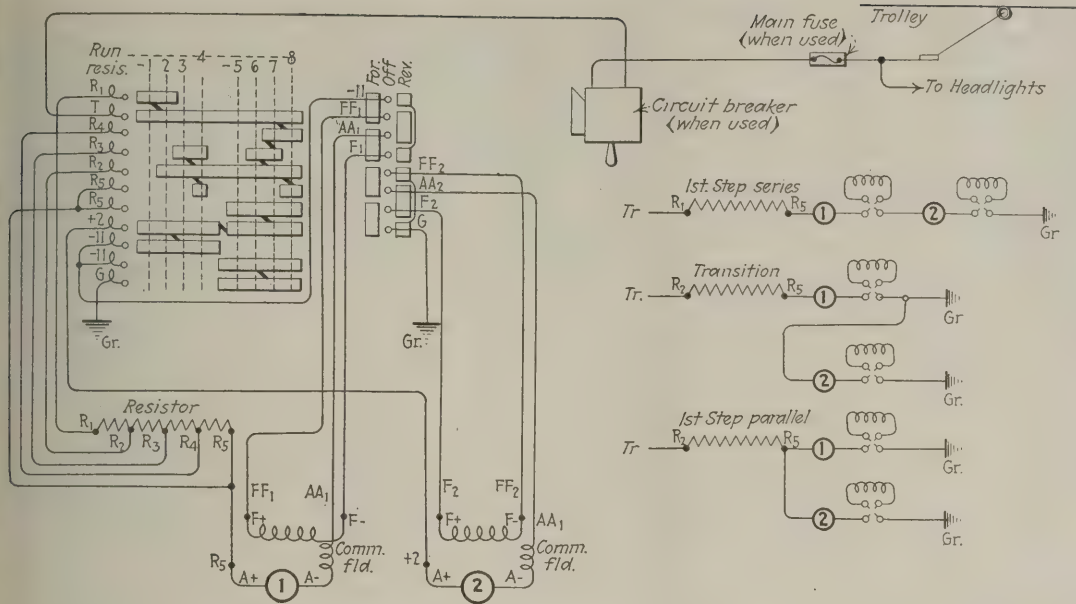 Trolley
Main fuse
(when used)
To Headlights
Circuit breaker
(when used)
Run
resis.
1 2 3 4 5 6 7 8
For.
Off
Rev.
R1
T
R4
R3
R2
R5
R5
+2
-11
-11
G
Gr.
-11
FF1
AA1
F1
FF2
AA2
F2
G
Gr.
1st. Step series
Tr R1 R5 1 2 Gr
Transition
Tr. R2 R5 1 Gr
2 Gr.
1st Step parallel
Tr R2 R5 1 Gr.
2 Gr.
Resistor
R1 R2 R3 R4 R5
FF1 AA1
F+ F-
Comm.
fld.
R5 A+ 1 A-
F2 FF2
F+ F- AA1
Comm.
fld.
+2 A+ 2 A-